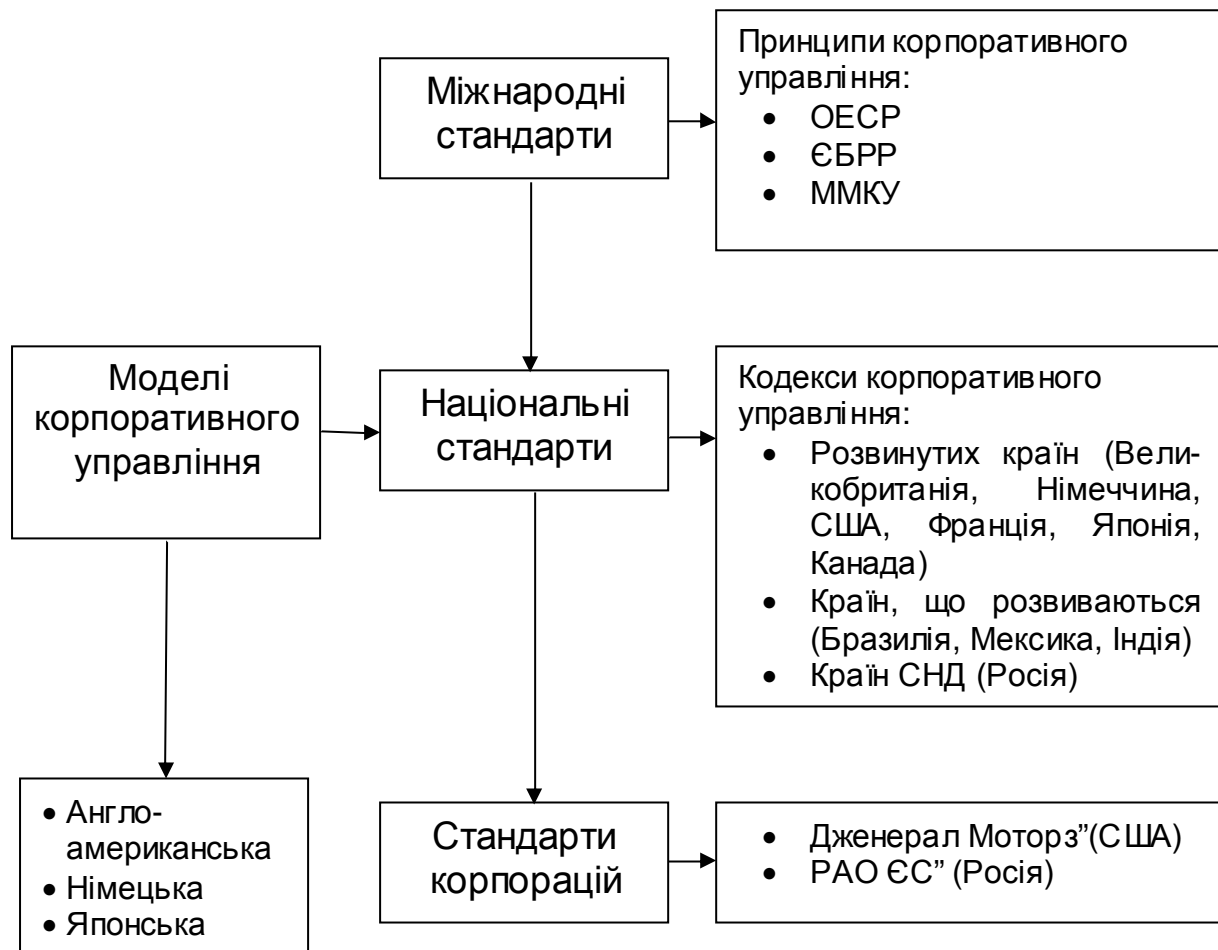 Міжнародні
стандарти
Принципи корпоративного
управління:
• ОЕСР
• ЄБРР
• ММКУ
Моделі
корпоративного
управління
Національні
стандарти
Кодекси корпоративного
управління:
• Розвинутих країн (Вели-
кобританія, Німеччина,
США, Франція, Японія,
Канада)
• Країн, що розвиваються
(Бразилія, Мексика, Індія)
• Країн СНД (Росія)
• Англо-
американська
• Німецька
• Японська
Стандарти
корпорацій
• Дженерал Моторз”(США)
• РАО ЄС” (Росія)